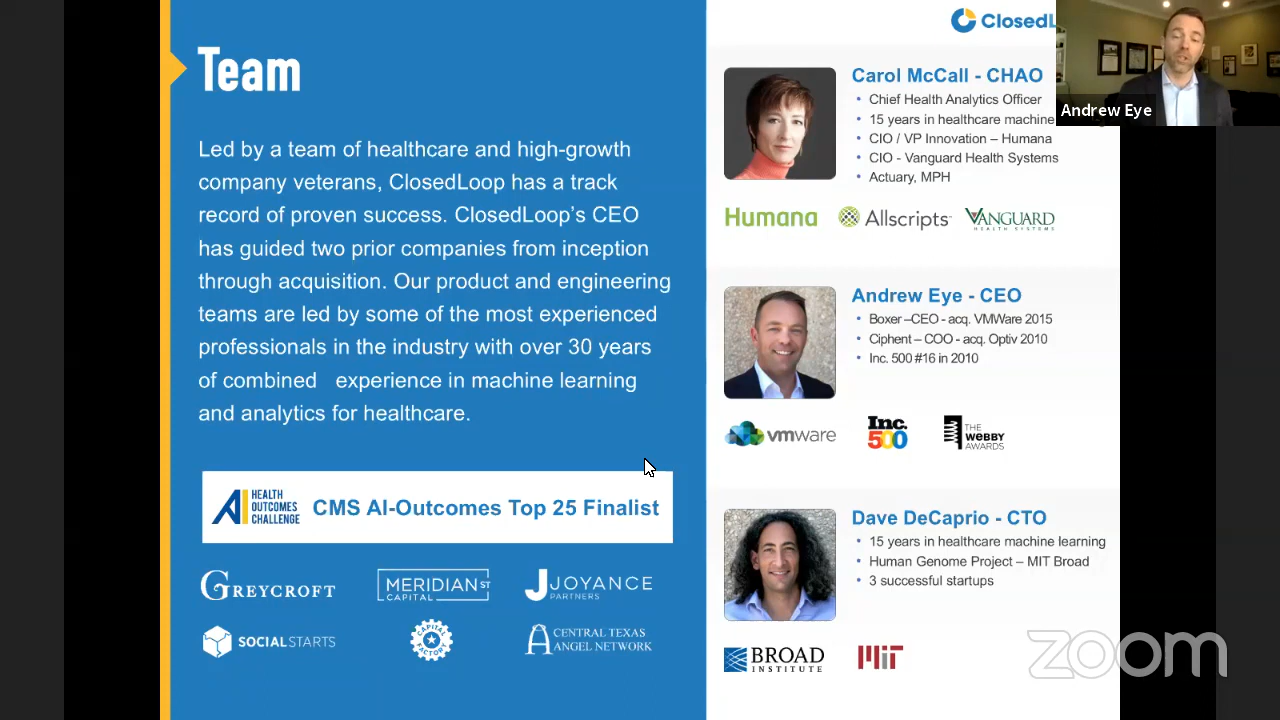 Team
Led by a team of healthcare and high-growth
company veterans, ClosedLoop has a track
record of proven success. ClosedLoop's CEO
has guided two prior companies from inception
through acquisition. Our product and engineering
teams are led by some of the most experienced
professionals in the industry with over 30 years
of combined experience in machine learning
and analytics for healthcare.
AI HEALTH
OUTCOMES
CHALLENGE
CMS AI-Outcomes Top 25 Finalist
GREYCROFT
MERIDIAN ST
CAPITAL
JOYANCE
PARTNERS
SOCIALSTARTS
CAPITAL
FACTORY
CENTRAL TEXAS
ANGEL NETWORK
ClosedL
Andrew Eye
Carol McCall - CHAO
• Chief Health Analytics Officer
• 15 years in healthcare machine
• CIO / VP Innovation – Humana
• CIO - Vanguard Health Systems
• Actuary, MPH
Humana
Allscripts
VANGUARD
HEALTH SYSTEMS
Andrew Eye - CEO
• Boxer –CEO - acq. VMWare 2015
• Ciphent – COO - acq. Optiv 2010
• Inc. 500 #16 in 2010
vmware
Inc.
500
THE
WEBBY
AWARDS
Dave DeCaprio - CTO
• 15 years in healthcare machine learning
• Human Genome Project – MIT Broad
• 3 successful startups
BROAD
INSTITUTE
MIT
zoom